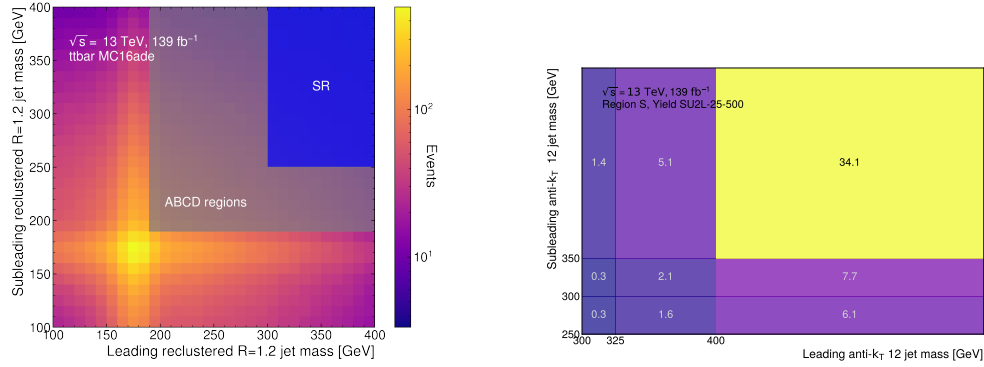 Subleading reclustered R=1.2 jet mass [GeV]
400
350
300
250
200
150
100
√s = 13 TeV, 139 fb⁻¹
ttbar MC16ade
SR
ABCD regions
100 150 200 250 300 350 400
Leading reclustered R=1.2 jet mass [GeV]
10²
10¹
Events
Subleading anti-k_T 12 jet mass [GeV]
√s = 13 TeV, 139 fb⁻¹
Region S, Yield SU2L-25-500
1.4 5.1 34.1
350
0.3 2.1 7.7
300
0.3 1.6 6.1
250
300 325 400
Leading anti-k_T 12 jet mass [GeV]